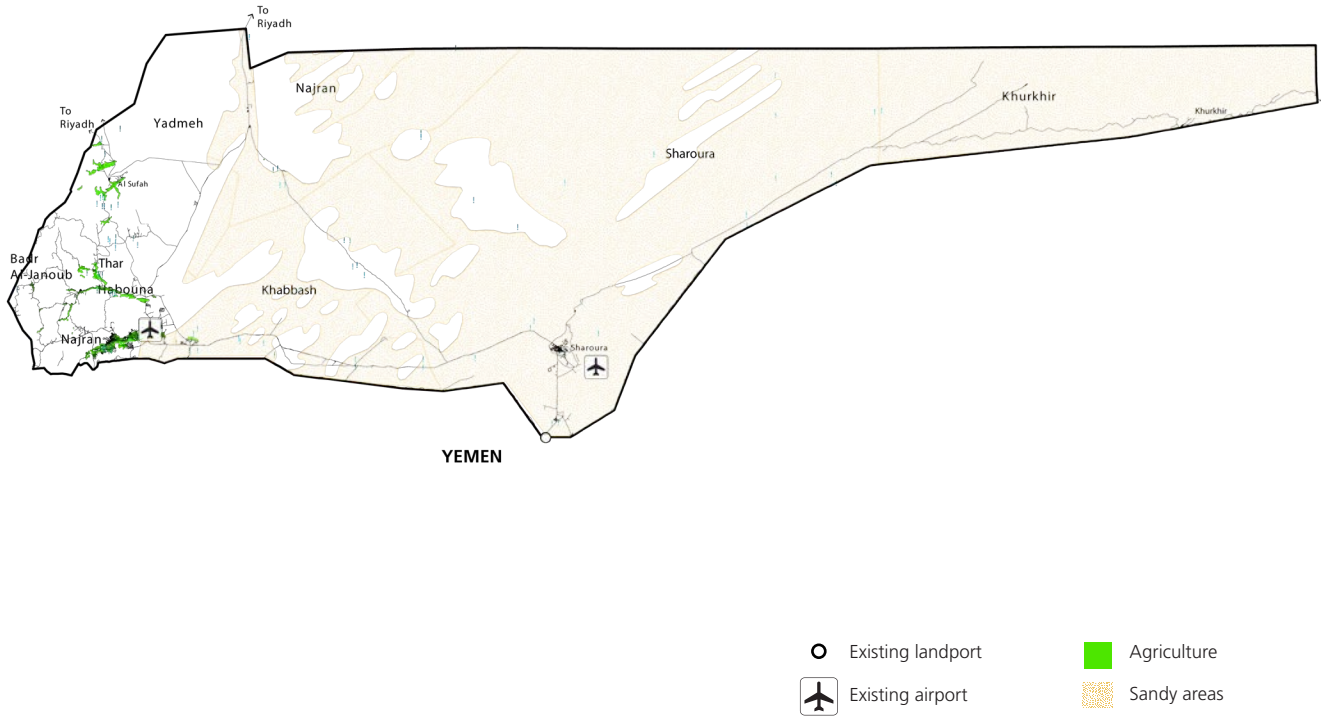 To
Riyadh
Najran
Khurkhir
Khurkhir
To
Riyadh
Yadmeh
Sharoura
Al Sufah
Badr
Al-Janoub
Thar
Habouna
Khabbash
Najran
Sharoura
YEMEN
Existing landport
Agriculture
Existing airport
Sandy areas